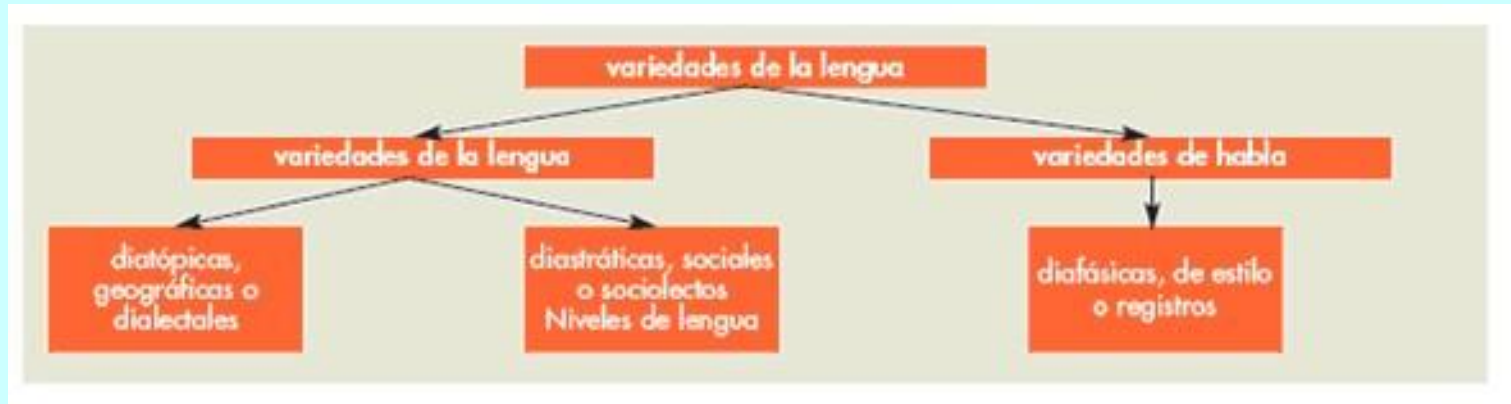 variedades de la lengua
variedades de la lengua
variedades de habla
diatópicas,
geográficas o
dialectales
diastráticas, sociales
o sociolectos
Niveles de lengua
diafásicas, de estilo
o registros